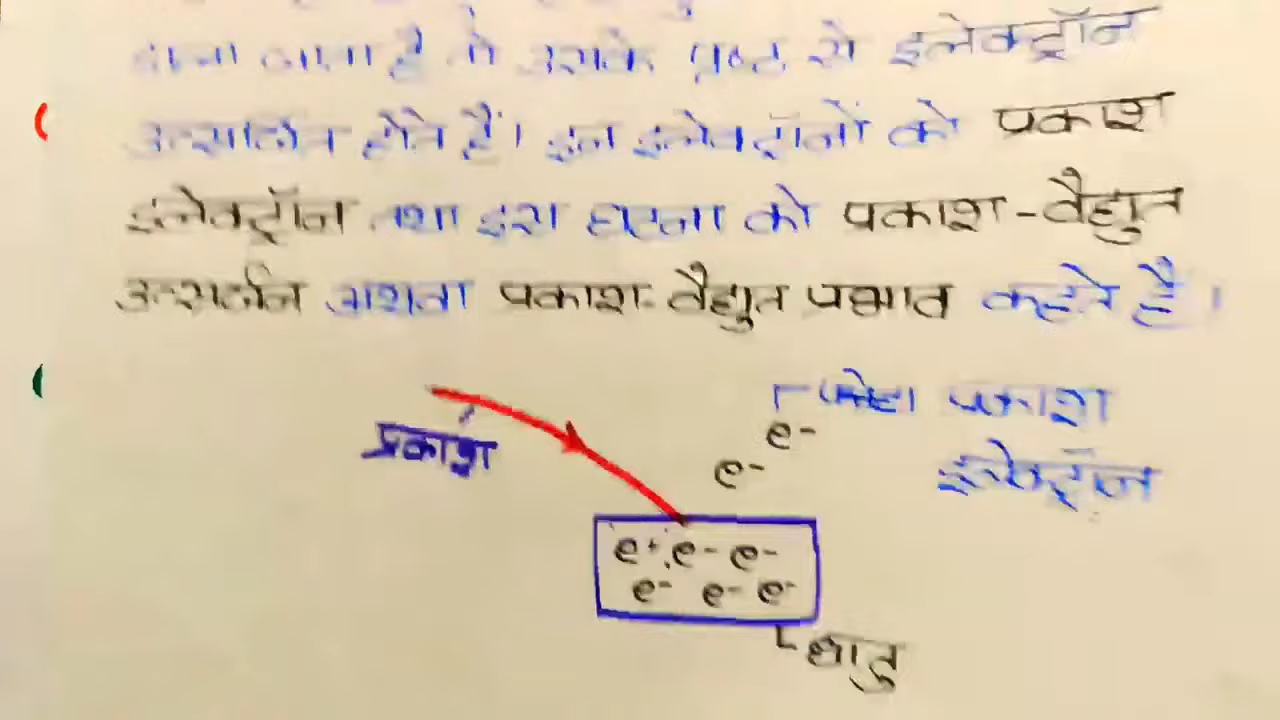 डाला जाता है तो उसके पृष्ठ से इलेक्ट्रॉन
उत्सर्जित होते हैं। इन इलेक्ट्रॉनों को प्रकाश
इलेक्ट्रॉन तथा इस घटना को प्रकाश-वैद्युत
उत्सर्जन अथवा प्रकाश-वैद्युत प्रभाव कहते है।
प्रकाश
फोटो प्रकाश
e-
इलेक्ट्रॉन
e-
e+ e- e-
e- e- e-
धातु